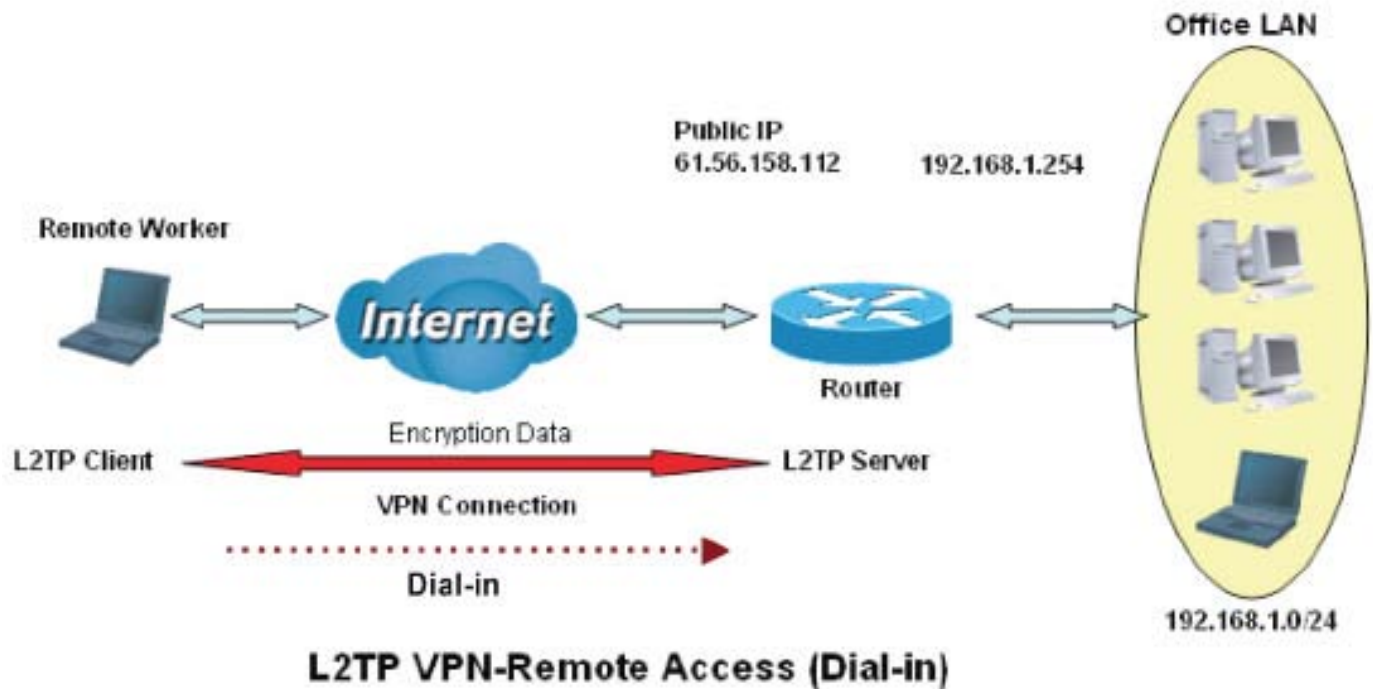 Office LAN
Public IP
61.56.158.112
192.168.1.254
Remote Worker
Internet
Router
Encryption Data
L2TP Client
L2TP Server
VPN Connection
Dial-in
192.168.1.0/24
L2TP VPN-Remote Access (Dial-in)